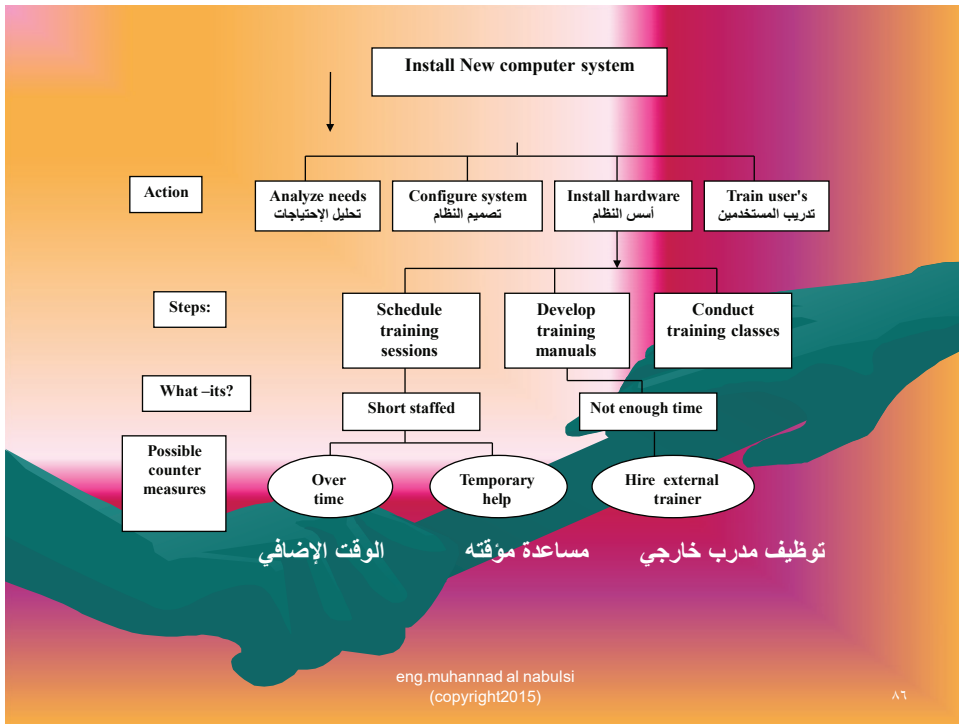 Install New computer system
Action
Analyze needs
تحليل الإحتياجات
Configure system
تصميم النظام
Install hardware
أسس النظام
Train user's
تدريب المستخدمين
Steps:
Schedule
training
sessions
Develop
training
manuals
Conduct
training classes
What –its?
Short staffed
Not enough time
Possible
counter
measures
Over
time
Temporary
help
Hire external
trainer
الوقت الإضافي
مساعدة مؤقته
توظيف مدرب خارجي
eng.muhannad al nabulsi
(copyright2015)
٨٦